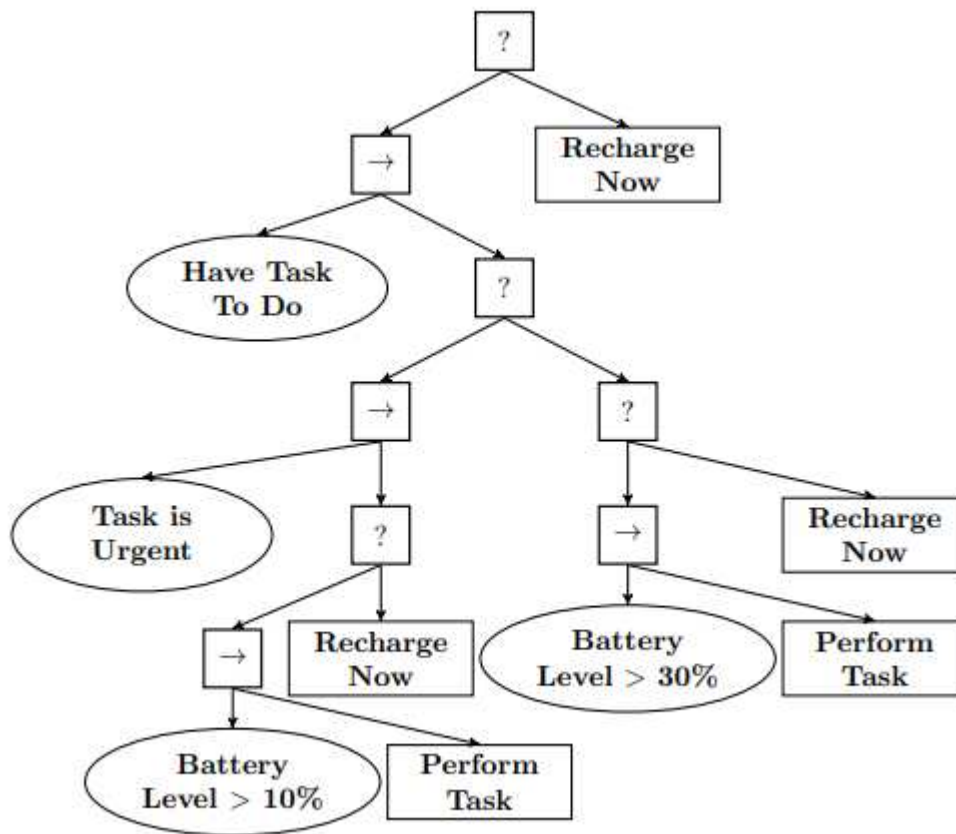 ?
→
Recharge
Now
Have Task
To Do
?
→
?
Task is
Urgent
?
→
Recharge
Now
→
Recharge
Now
Battery
Level > 30%
Perform
Task
Battery
Level > 10%
Perform
Task